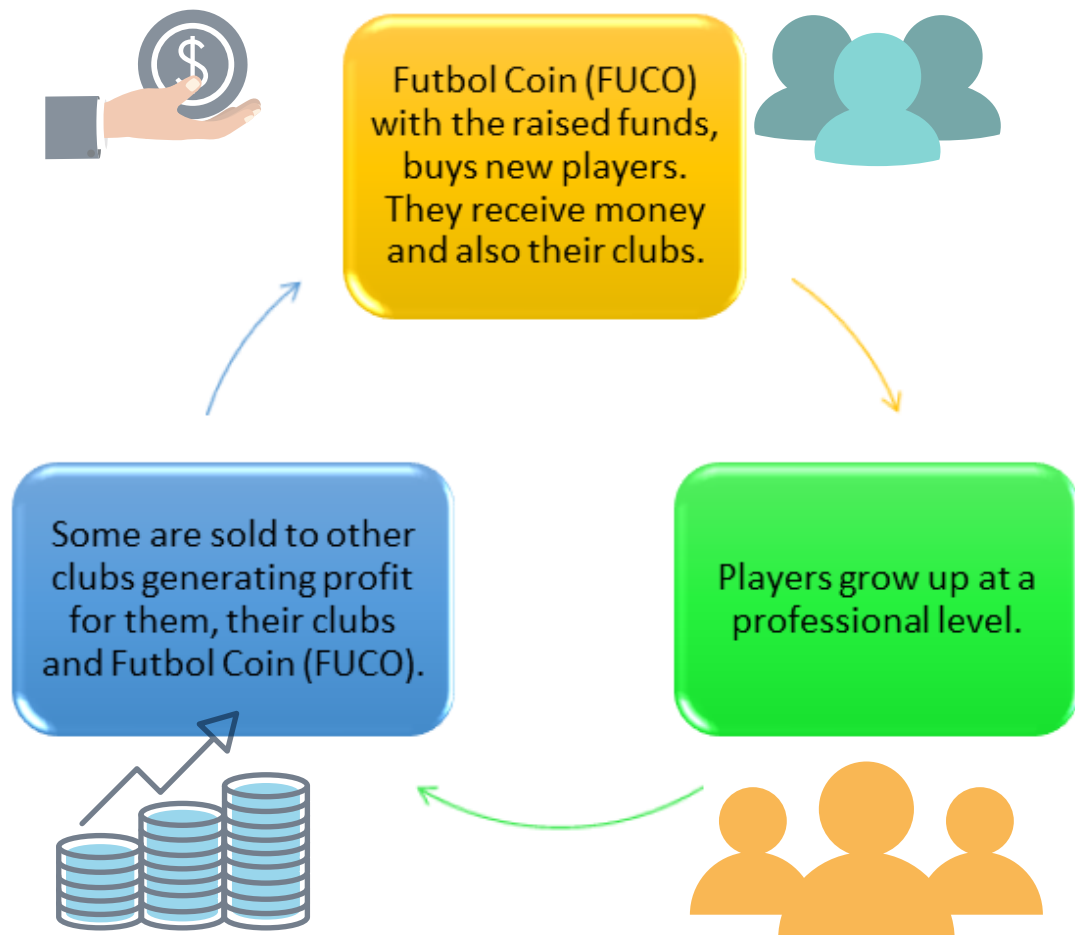 $
Futbol Coin (FUCO)
with the raised funds,
buys new players.
They receive money
and also their clubs.
Some are sold to other
clubs generating profit
for them, their clubs
and Futbol Coin (FUCO).
Players grow up at a
professional level.